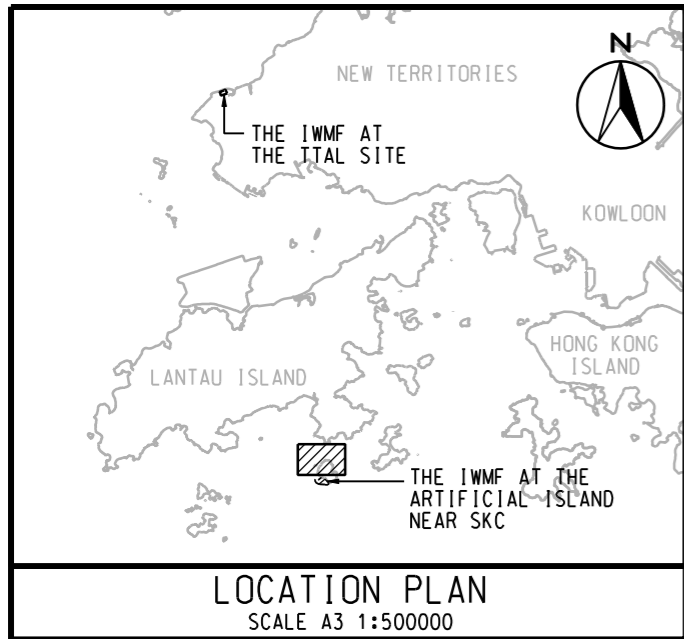 N
NEW TERRITORIES
THE IWMF AT
THE TTAL SITE
KOWLOON
HONG KONG
ISLAND
LANTAU ISLAND
THE IWMF AT THE
ARTIFICIAL ISLAND
NEAR SKC
LOCATION PLAN
SCALE A3 1:500000